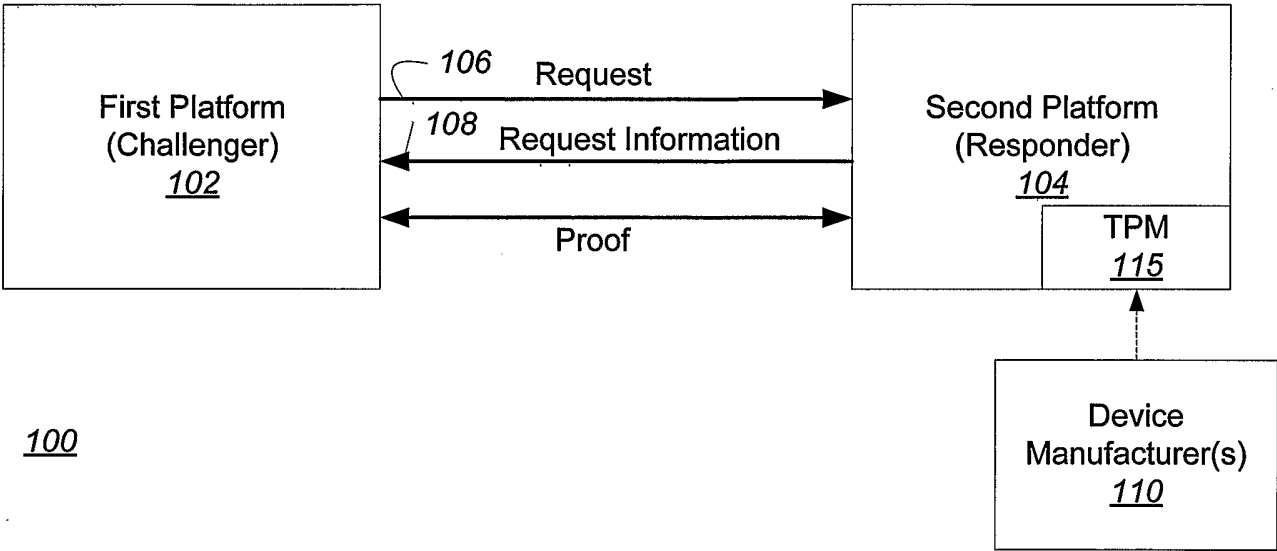 First Platform
(Challenger)
102
106
Request
108
Request Information
Proof
Second Platform
(Responder)
104
TPM
115
Device
Manufacturer(s)
110
100